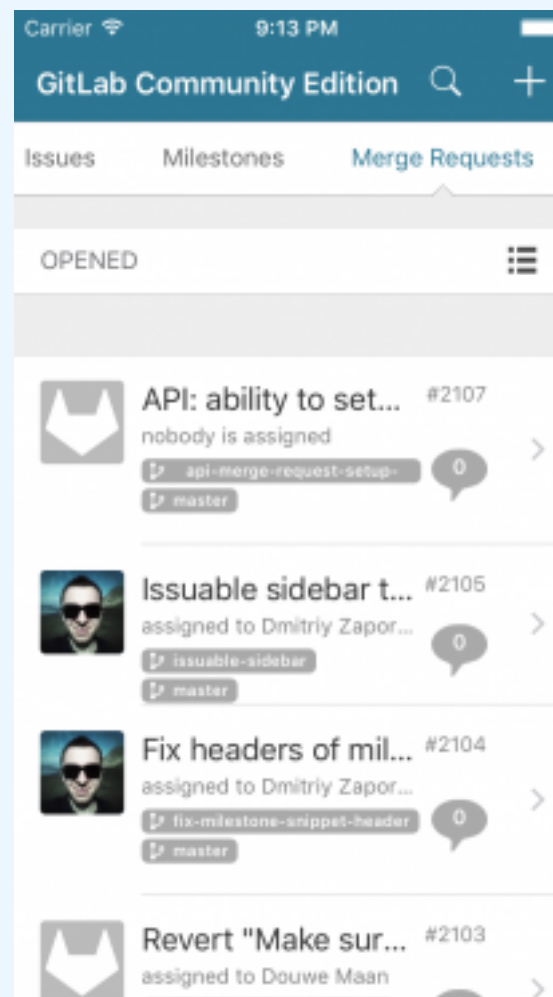 Carrier 9:13 PM
GitLab Community Edition
Issues Milestones Merge Requests
OPENED
API: ability to set... #2107
nobody is assigned
api-merge-request-setup- 0
master
Issuable sidebar t... #2105
assigned to Dmitriy Zapor...
issuable-sidebar 0
master
Fix headers of mil... #2104
assigned to Dmitriy Zapor...
fix-milestone-snippet-header 0
master
Revert "Make sur... #2103
assigned to Douwe Maan